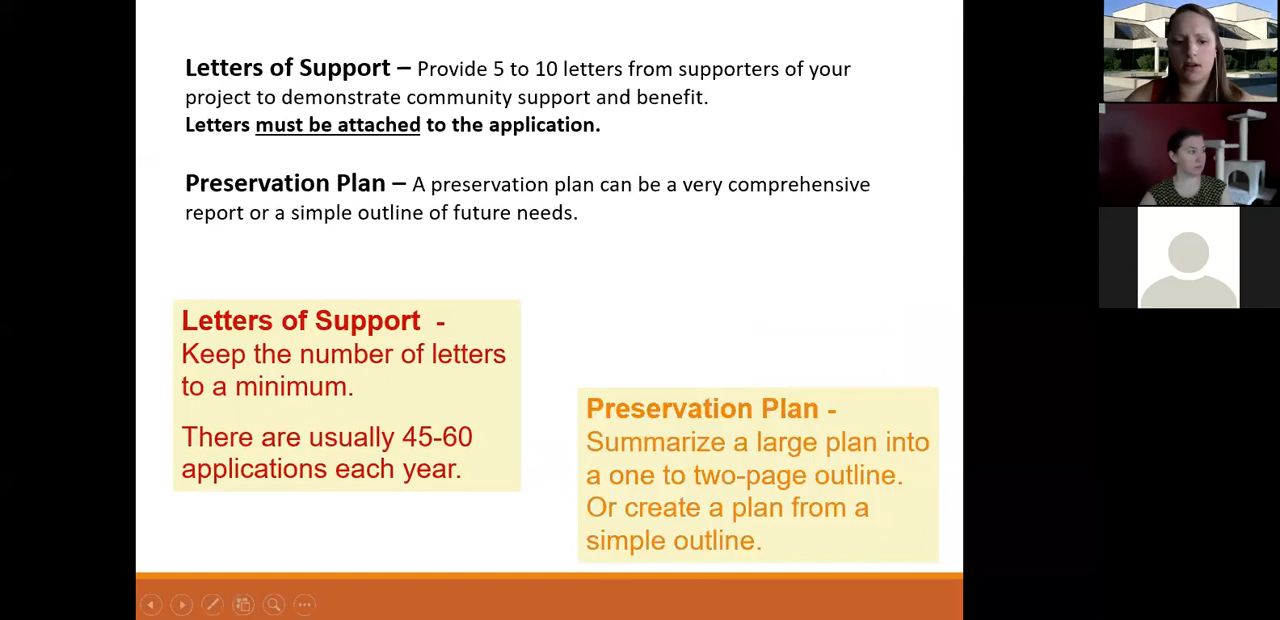 Letters of Support – Provide 5 to 10 letters from supporters of your
project to demonstrate community support and benefit.
Letters must be attached to the application.
Preservation Plan – A preservation plan can be a very comprehensive
report or a simple outline of future needs.
Letters of Support -
Keep the number of letters
to a minimum.
There are usually 45-60
applications each year.
Preservation Plan -
Summarize a large plan into
a one to two-page outline.
Or create a plan from a
simple outline.